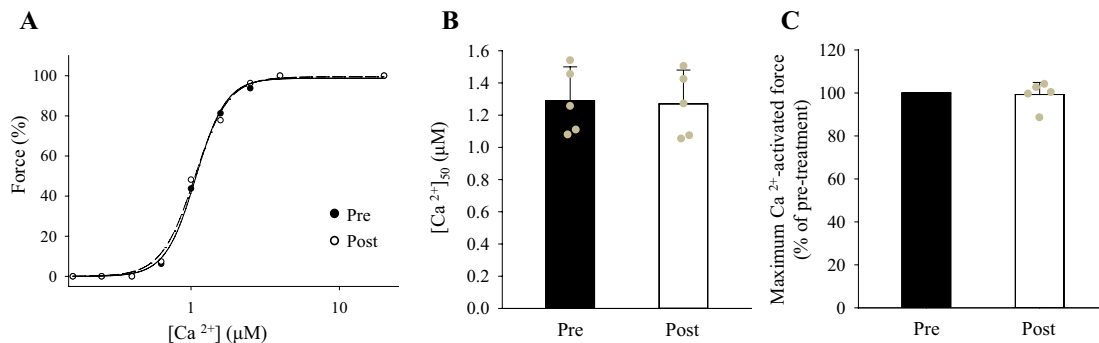 A
Force (%)
100
80
60
40
20
0
1
10
[Ca 2+] (μM)
Pre
Post
B
[Ca 2+]50 (μM)
1.6
1.4
1.2
1.0
0.8
0.6
0.4
0.2
0.0
Pre
Post
C
Maximum Ca 2+-activated force
(% of pre-treatment)
120
100
80
60
40
20
0
Pre
Post